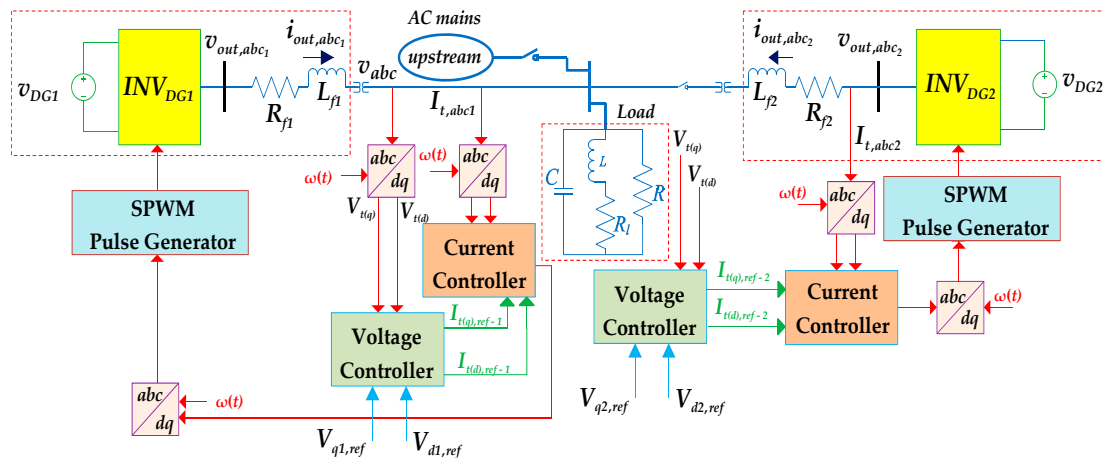 AC mains
upstream
v_DG1
INV_DG1
v_out,abc1
i_out,abc1
R_f1
L_f1
v_abc
I_t,abc1
i_out,abc2
v_out,abc2
L_f2
R_f2
INV_DG2
v_DG2
I_t,abc2
Load
C
L
R_l
R
V_t(q)
V_t(d)
abc
dq
ω(t)
abc
dq
ω(t)
V_t(q)
V_t(d)
SPWM
Pulse Generator
Current
Controller
I_t(q),ref-1
I_t(d),ref-1
Voltage
Controller
V_q1,ref
V_d1,ref
abc
dq
ω(t)
Voltage
Controller
I_t(q),ref-2
I_t(d),ref-2
V_q2,ref
V_d2,ref
Current
Controller
abc
dq
ω(t)
SPWM
Pulse Generator
abc
dq
ω(t)